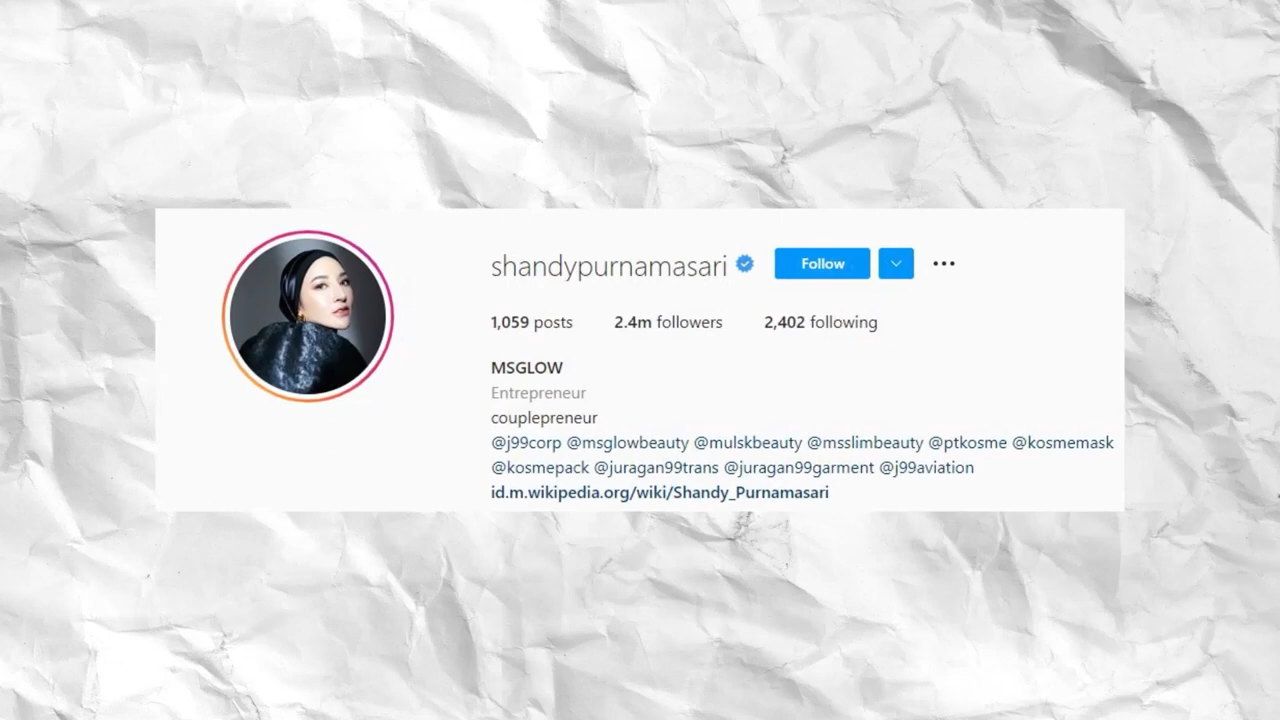 shandypurnamasari Follow
1,059 posts 2.4m followers 2,402 following
MSGLOW
Entrepreneur
couplepreneur
@j99corp @msglowbeauty @mulskbeauty @msslimbeauty @ptkosme @kosmemask
@kosmepack @juragan99trans @juragan99garment @j99aviation
id.m.wikipedia.org/wiki/Shandy_Purnamasari